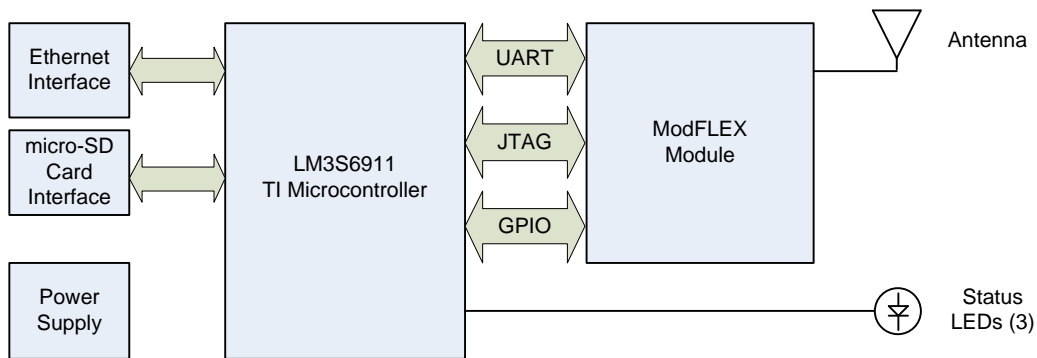 Ethernet
Interface
micro-SD
Card
Interface
Power
Supply
LM3S6911
TI Microcontroller
UART
JTAG
GPIO
ModFLEX
Module
Antenna
Status
LEDs (3)